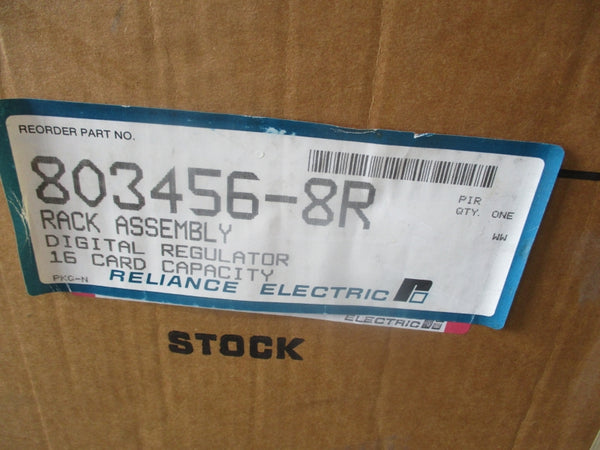 REORDER PART NO.
803456-8R
PIR
QTY. ONE
WW
RACK ASSEMBLY
DIGITAL REGULATOR
16 CARD CAPACITY
PKG-N RELIANCE ELECTRIC
ELECTRIC
STOCK